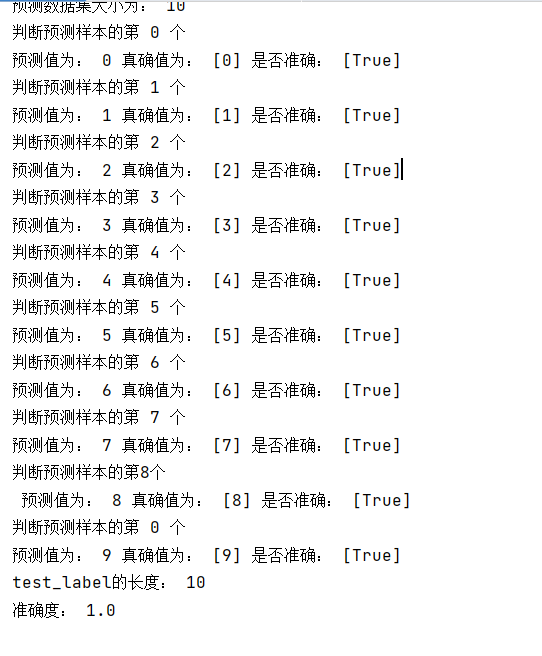 预测数据集大小为： 10
判断预测样本的第 0 个
预测值为： 0 真确值为： [0] 是否准确： [True]
判断预测样本的第 1 个
预测值为： 1 真确值为： [1] 是否准确： [True]
判断预测样本的第 2 个
预测值为： 2 真确值为： [2] 是否准确： [True]
判断预测样本的第 3 个
预测值为： 3 真确值为： [3] 是否准确： [True]
判断预测样本的第 4 个
预测值为： 4 真确值为： [4] 是否准确： [True]
判断预测样本的第 5 个
预测值为： 5 真确值为： [5] 是否准确： [True]
判断预测样本的第 6 个
预测值为： 6 真确值为： [6] 是否准确： [True]
判断预测样本的第 7 个
预测值为： 7 真确值为： [7] 是否准确： [True]
判断预测样本的第8个
预测值为： 8 真确值为： [8] 是否准确： [True]
判断预测样本的第 0 个
预测值为： 9 真确值为： [9] 是否准确： [True]
test_label的长度： 10
准确度： 1.0